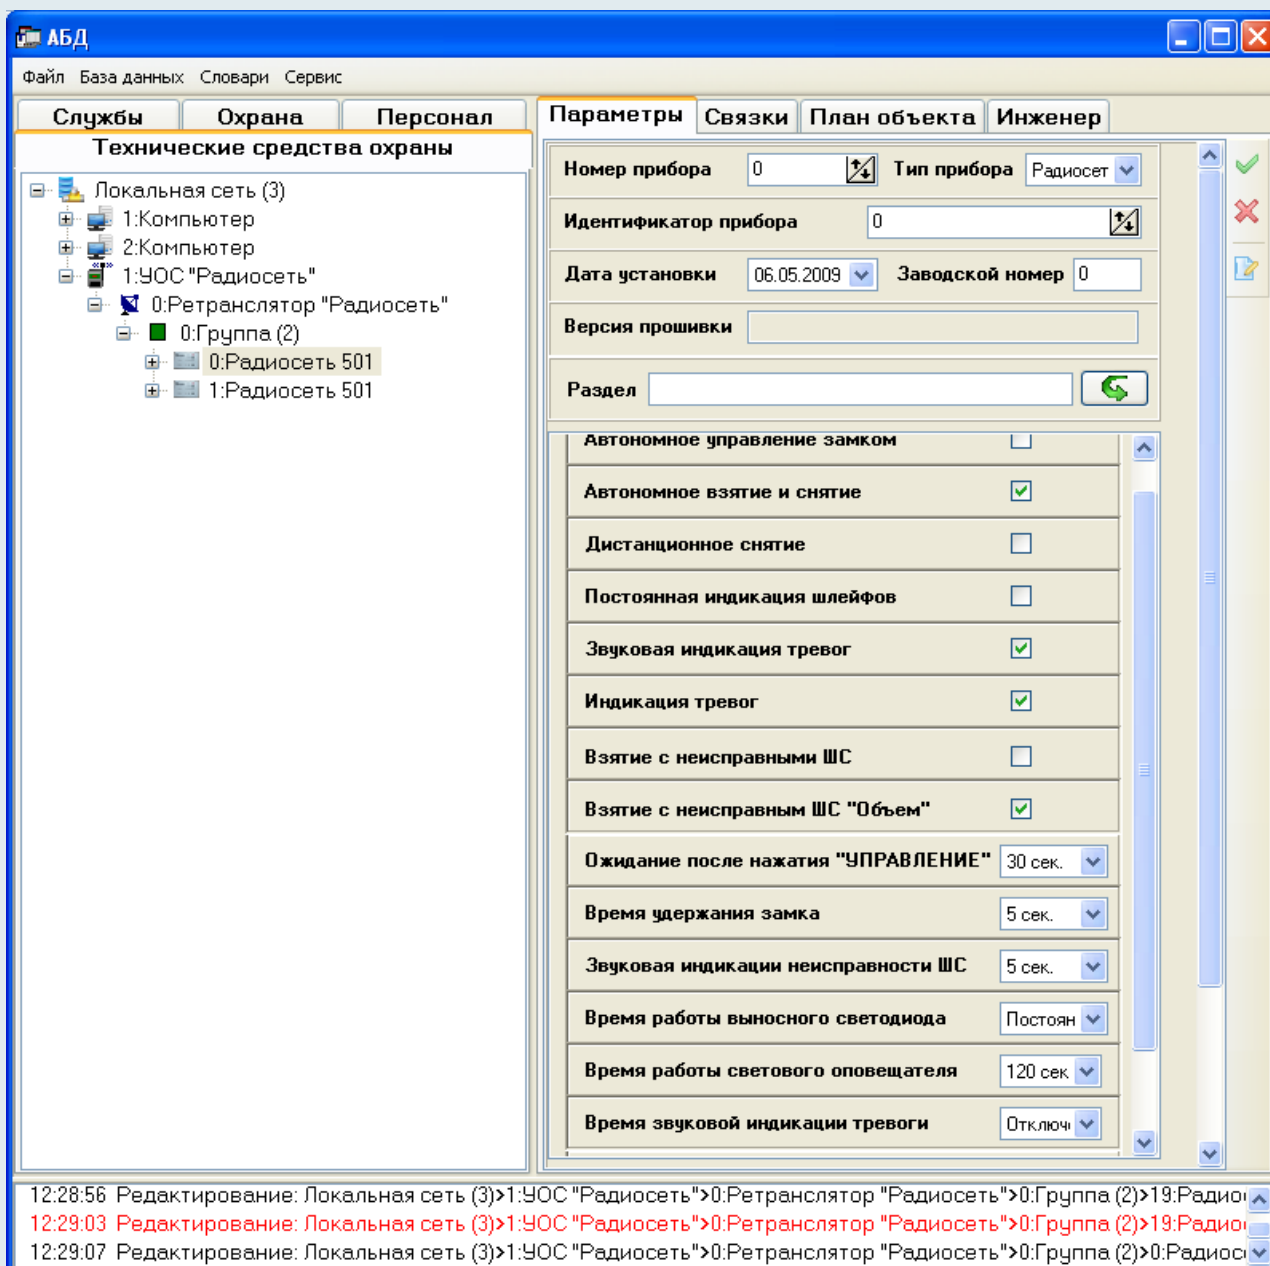 АБД
Файл База данных Словари Сервис
Службы Охрана Персонал
Технические средства охраны
Локальная сеть (3)
1:Компьютер
2:Компьютер
1:УОС "Радиосеть"
0:Ретранслятор "Радиосеть"
0:Группа (2)
0:Радиосеть 501
1:Радиосеть 501
Параметры Связки План объекта Инженер
Номер прибора 0 Тип прибора Радиосет
Идентификатор прибора 0
Дата установки 06.05.2009 Заводской номер 0
Версия прошивки
Раздел
Автономное управление замком
Автономное взятие и снятие
Дистанционное снятие
Постоянная индикация шлейфов
Звуковая индикация тревог
Индикация тревог
Взятие с неисправными ШС
Взятие с неисправным ШС "Объем"
Ожидание после нажатия "УПРАВЛЕНИЕ" 30 сек.
Время удержания замка 5 сек.
Звуковая индикации неисправности ШС 5 сек.
Время работы выносного светодиода Постоян
Время работы светового оповещателя 120 сек
Время звуковой индикации тревоги Отключ
12:28:56 Редактирование: Локальная сеть (3)>1:УОС "Радиосеть">0:Ретранслятор "Радиосеть">0:Группа (2)>19:Радио
12:29:03 Редактирование: Локальная сеть (3)>1:УОС "Радиосеть">0:Ретранслятор "Радиосеть">0:Группа (2)>19:Радио
12:29:07 Редактирование: Локальная сеть (3)>1:УОС "Радиосеть">0:Ретранслятор "Радиосеть">0:Группа (2)>0:Радиос